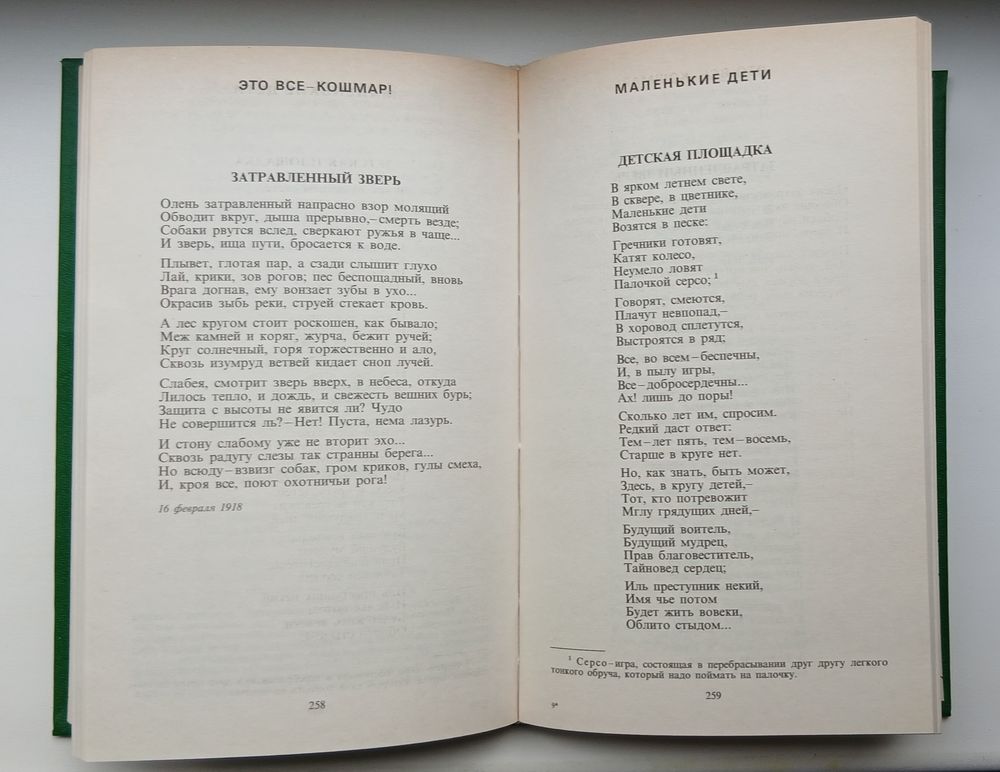 ЭТО ВСЕ–КОШМАР!
ЗАТРАВЛЕННЫЙ ЗВЕРЬ
Олень затравленный напрасно взор молящий
Обводит вкруг, дыша прерывно,–смерть везде;
Собаки рвутся вслед, сверкают ружья в чаще...
И зверь, ища пути, бросается к воде.
Плывет, глотая пар, а сзади слышит глухо
Лай, крики, зов рогов; пес беспощадный, вновь
Врага догнав, ему вонзает зубы в ухо...
Окрасив зыбь реки, струей стекает кровь.
А лес кругом стоит роскошен, как бывало;
Меж камней и коряг, журча, бежит ручей;
Круг солнечный, горя торжественно и ало,
Сквозь изумруд ветвей кидает сноп лучей.
Слабея, смотрит зверь вверх, в небеса, откуда
Лилось тепло, и дождь, и свежесть вешних бурь;
Защита с высоты не явится ли? Чудо
Не совершится ль?–Нет! Пуста, нема лазурь.
И стону слабому уже не вторит эхо...
Сквозь радугу слезы так странны берега...
Но всюду–взвизг собак, гром криков, гулы смеха,
И, кроя все, поют охотничьи рога!
16 февраля 1918
258
МАЛЕНЬКИЕ ДЕТИ
ДЕТСКАЯ ПЛОЩАДКА
В ярком летнем свете,
В сквере, в цветнике,
Маленькие дети
Возятся в песке:
Гречники готовят,
Катят колесо,
Неумело ловят
Палочкой серсо;1
Говорят, смеются,
Плачут невпопад,–
В хоровод сплетутся,
Выстроятся в ряд;
Все, во всем–беспечны,
И, в пылу игры,
Все–добросердечны...
Ах! лишь до поры!
Сколько лет им, спросим.
Редкий даст ответ:
Тем–лет пять, тем–восемь,
Старше в круге нет.
Но, как знать, быть может,
Здесь, в кругу детей,–
Тот, кто потревожит
Мглу грядущих дней,–
Будущий воитель,
Будущий мудрец,
Прав благовеститель,
Тайновед сердец;
Иль преступник некий,
Имя чье потом
Будет жить вовеки,
Облито стыдом...
1 Серсо–игра, состоящая в перебрасывании друг другу легкого
тонкого обруча, который надо поймать на палочку.
259
9*